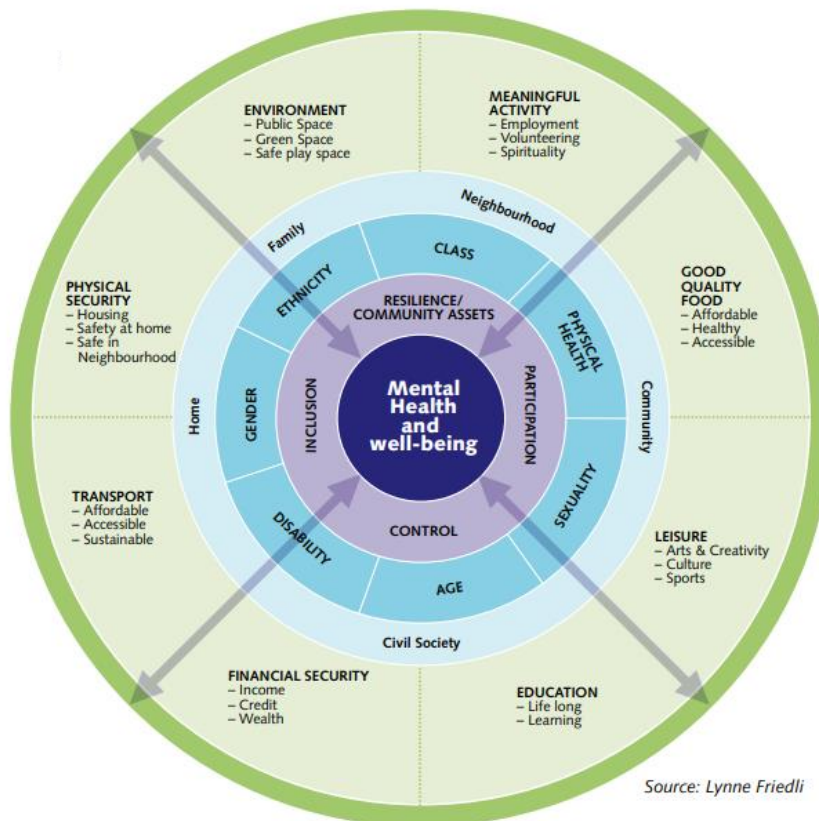 ENVIRONMENT
– Public Space
– Green Space
– Safe play space
MEANINGFUL
ACTIVITY
– Employment
– Volunteering
– Spirituality
PHYSICAL
SECURITY
– Housing
– Safety at home
– Safe in
Neighbourhood
GOOD
QUALITY
FOOD
– Affordable
– Healthy
– Accessible
TRANSPORT
– Affordable
– Accessible
– Sustainable
LEISURE
– Arts & Creativity
– Culture
– Sports
FINANCIAL SECURITY
– Income
– Credit
– Wealth
EDUCATION
– Life long
– Learning
Family
Neighbourhood
Home
Community
Civil Society
ETHNICITY
CLASS
PHYSICAL
HEALTH
GENDER
SEXUALITY
DISABILITY
AGE
RESILIENCE/
COMMUNITY ASSETS
INCLUSION
PARTICIPATION
CONTROL
Mental
Health
and
well-being
Source: Lynne Friedli